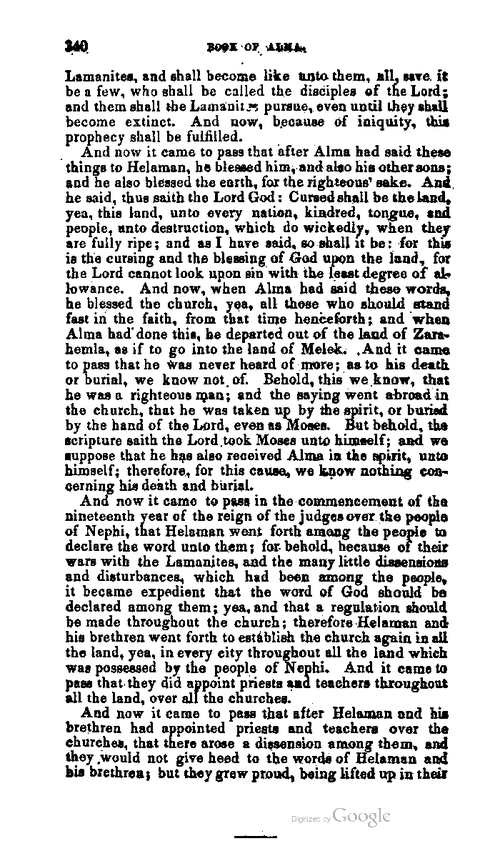 340 BOOK OF ALMA.
Lamanites, and shall become like unto them, all, save it
be a few, who shall be called the disciples of the Lord;
and them shall the Lamanites pursue, even until they shall
become extinct. And now, because of iniquity, this
prophecy shall be fulfilled.
And now it came to pass that after Alma had said these
things to Helaman, he blessed him, and also his other sons;
and he also blessed the earth, for the righteous' sake. And
he said, thus saith the Lord God: Cursed shall be the land,
yea, this land, unto every nation, kindred, tongue, and
people, unto destruction, which do wickedly, when they
are fully ripe; and as I have said, so shall it be: for this
is the cursing and the blessing of God upon the land, for
the Lord cannot look upon sin with the least degree of al-
lowance. And now, when Alma had said these words,
he blessed the church, yea, all those who should stand
fast in the faith, from that time henceforth; and when
Alma had done this, he departed out of the land of Zara-
hemla, as if to go into the land of Melek. And it came
to pass that he was never heard of more; as to his death
or burial, we know not of. Behold, this we know, that
he was a righteous man; and the saying went abroad in
the church, that he was taken up by the spirit, or buried
by the hand of the Lord, even as Moses. But behold, the
scripture saith the Lord took Moses unto himself; and we
suppose that he has also received Alma in the spirit, unto
himself; therefore, for this cause, we know nothing con-
cerning his death and burial.
And now it came to pass in the commencement of the
nineteenth year of the reign of the judges over the people
of Nephi, that Helaman went forth among the people to
declare the word unto them; for behold, because of their
wars with the Lamanites, and the many little dissensions
and disturbances, which had been among the people,
it became expedient that the word of God should be
declared among them; yea, and that a regulation should
be made throughout the church; therefore Helaman and
his brethren went forth to establish the church again in all
the land, yea, in every city throughout all the land which
was possessed by the people of Nephi. And it came to
pass that they did appoint priests and teachers throughout
all the land, over all the churches.
And now it came to pass that after Helaman and his
brethren had appointed priests and teachers over the
churches, that there arose a dissension among them, and
they would not give heed to the words of Helaman and
his brethren; but they grew proud, being lifted up in their
Digitized by Google